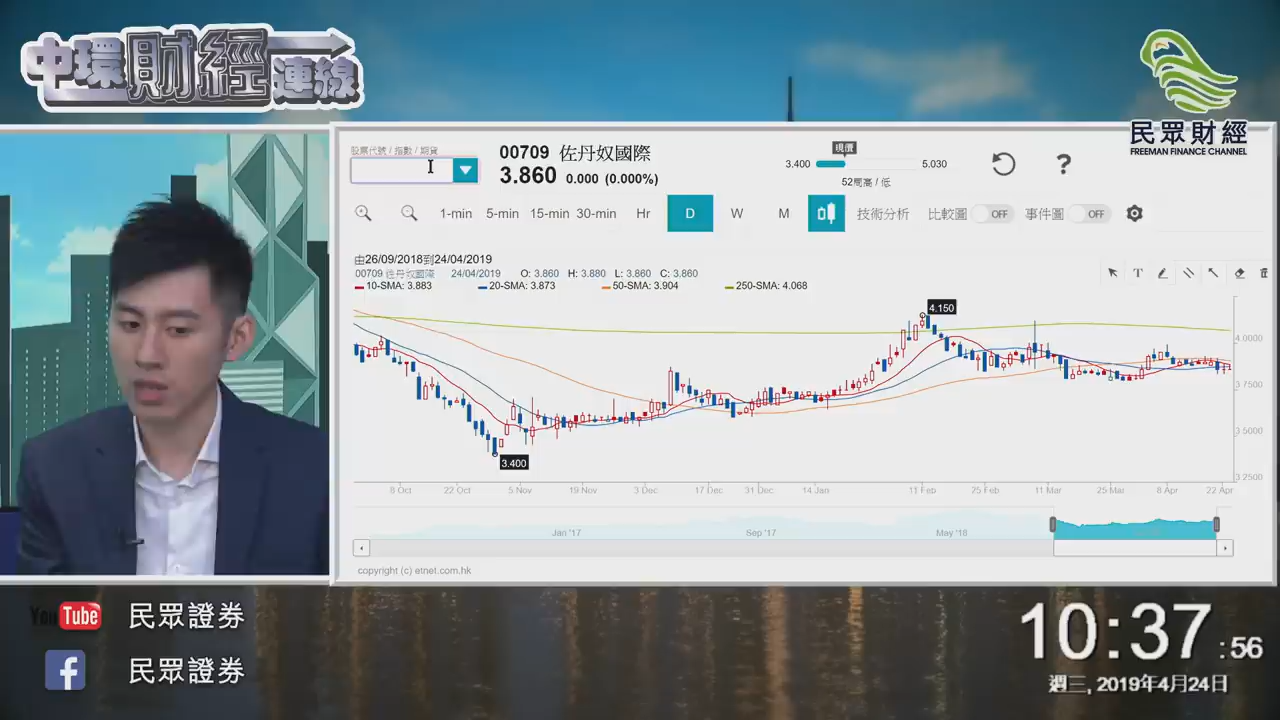 中環財經連線
民眾財經
FREEMAN FINANCE CHANNEL
股票代號 / 指數 / 期貨
00709 佐丹奴國際
3.860 0.000 (0.000%)
現價
3.400 5.030
52周高 / 低
?
1-min 5-min 15-min 30-min Hr D W M 技術分析 比較圖 OFF 事件圖 OFF
由26/09/2018到24/04/2019
00709 佐丹奴國際 24/04/2019 O: 3.860 H: 3.880 L: 3.860 C: 3.860
10-SMA: 3.883 20-SMA: 3.873 50-SMA: 3.904 250-SMA: 4.068
T
4.150
4.0000
3.7500
3.5000
3.400
3.2500
8 Oct 22 Oct 5 Nov 19 Nov 3 Dec 17 Dec 31 Dec 14 Jan 11 Feb 25 Feb 11 Mar 25 Mar 8 Apr 22 Apr
Jan '17 Sep '17 May '18
copyright (c) etnet.com.hk
YouTube 民眾證券
f 民眾證券
10:37:56
週三, 2019年4月24日